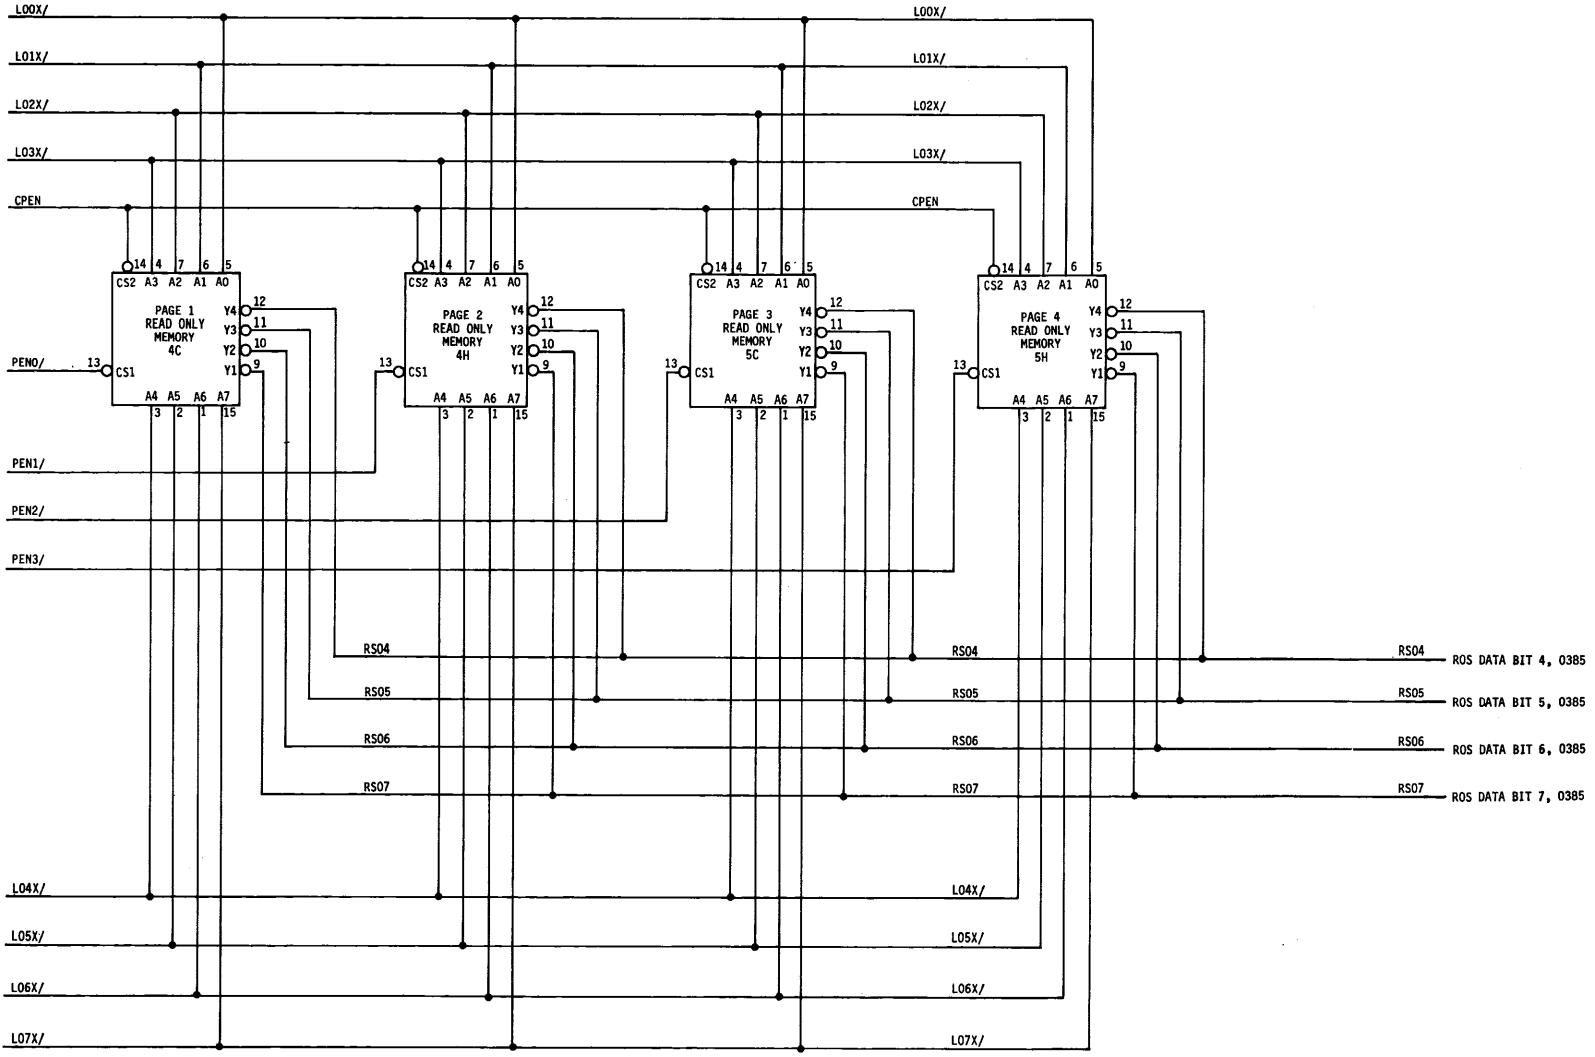 L00X/ L00X/
L01X/ L01X/
L02X/ L02X/
L03X/ L03X/
CPEN CPEN
14 4 7 6 5 14 4 7 6 5 14 4 7 6 5 14 4 7 6 5
CS2 A3 A2 A1 A0 CS2 A3 A2 A1 A0 CS2 A3 A2 A1 A0 CS2 A3 A2 A1 A0
PAGE 1
READ ONLY
MEMORY
4C
Y4 12
Y3 11
Y2 10
Y1 9
13 CS1
A4 A5 A6 A7
3 2 1 15
PAGE 2
READ ONLY
MEMORY
4H
Y4 12
Y3 11
Y2 10
Y1 9
13 CS1
A4 A5 A6 A7
3 2 1 15
PAGE 3
READ ONLY
MEMORY
5C
Y4 12
Y3 11
Y2 10
Y1 9
13 CS1
A4 A5 A6 A7
3 2 1 15
PAGE 4
READ ONLY
MEMORY
5H
Y4 12
Y3 11
Y2 10
Y1 9
13 CS1
A4 A5 A6 A7
3 2 1 15
PEN0/
PEN1/
PEN2/
PEN3/
RS04 RS04 RS04 ROS DATA BIT 4, 0385
RS05 RS05 RS05 ROS DATA BIT 5, 0385
RS06 RS06 RS06 ROS DATA BIT 6, 0385
RS07 RS07 RS07 ROS DATA BIT 7, 0385
L04X/ L04X/
L05X/ L05X/
L06X/ L06X/
L07X/ L07X/